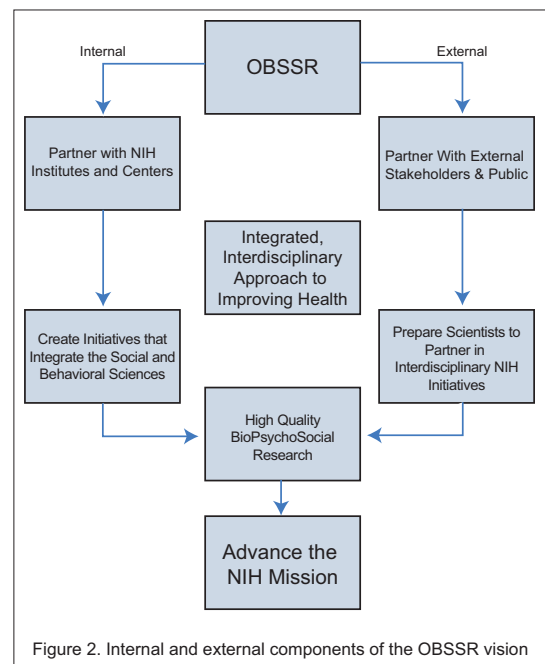 Internal
External
OBSSR
Partner with NIH
Institutes and Centers
Partner With External
Stakeholders & Public
Integrated,
Interdisciplinary
Approach to
Improving Health
Create Initiatives that
Integrate the Social and
Behavioral Sciences
Prepare Scientists to
Partner in
Interdisciplinary NIH
Initiatives
High Quality
BioPsychoSocial
Research
Advance the
NIH Mission
Figure 2. Internal and external components of the OBSSR vision